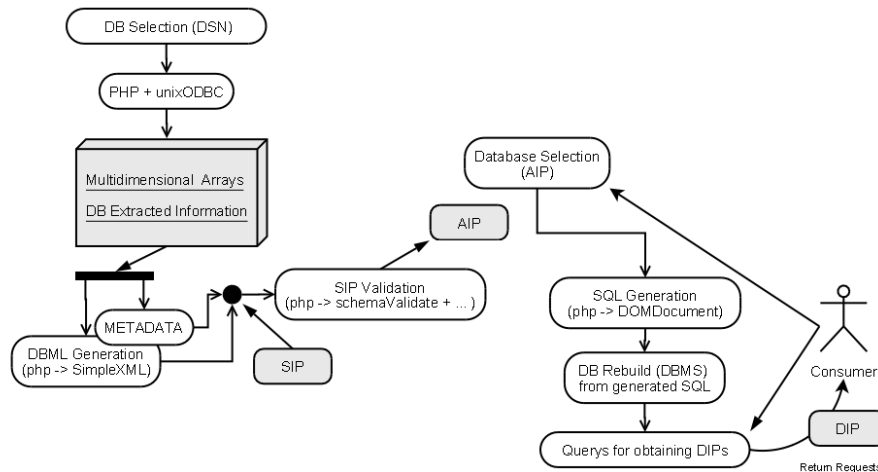 DB Selection (DSN)
PHP + unixODBC
Multidimensional Arrays
DB Extracted Information
METADATA
DBML Generation
(php -> SimpleXML)
SIP
SIP Validation
(php -> schemaValidate + ... )
AIP
Database Selection
(AIP)
SQL Generation
(php -> DOMDocument)
DB Rebuild (DBMS)
from generated SQL
Querys for obtaining DIPs
Consumer
DIP
Return Requests